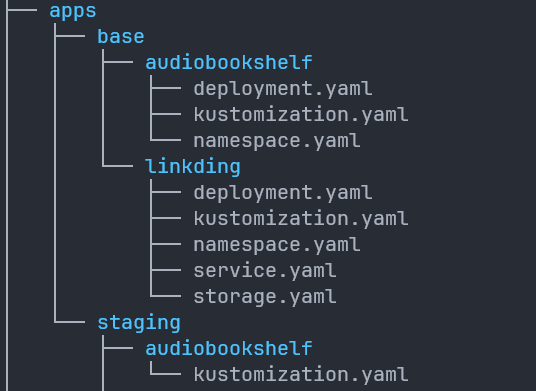 apps
base
audiobookshelf
deployment.yaml
kustomization.yaml
namespace.yaml
linkding
deployment.yaml
kustomization.yaml
namespace.yaml
service.yaml
storage.yaml
staging
audiobookshelf
kustomization.yaml